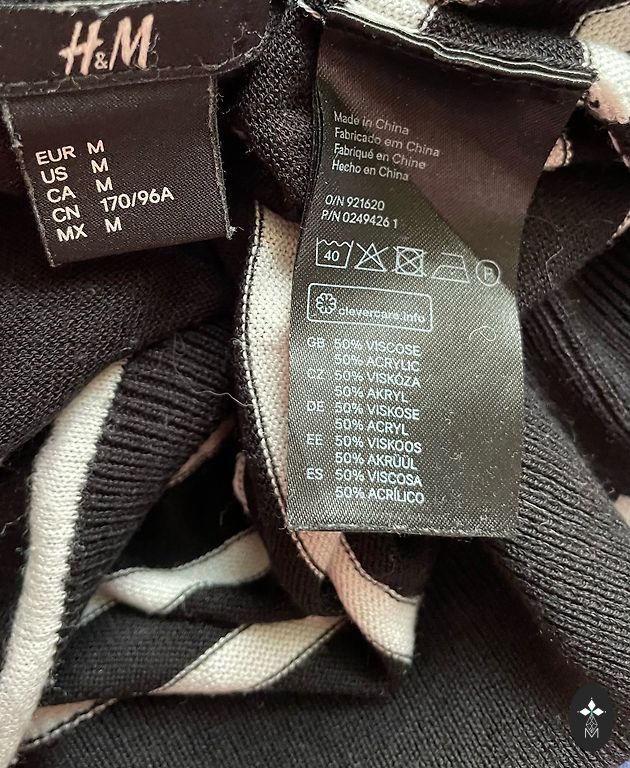 H&M
EUR M
US M
CA M
CN 170/96A
MX M
Made in China
Fabricado em China
Fabriqué en Chine
Hecho en China
O/N 921620
P/N 0249426 1
40
P
clevercare.info
GB 50% VISCOSE
50% ACRYLIC
CZ 50% VISKÓZA
50% AKRYL
DE 50% VISKOSE
50% ACRYL
EE 50% VISKOOS
50% AKRÜÜL
ES 50% VISCOSA
50% ACRÍLICO